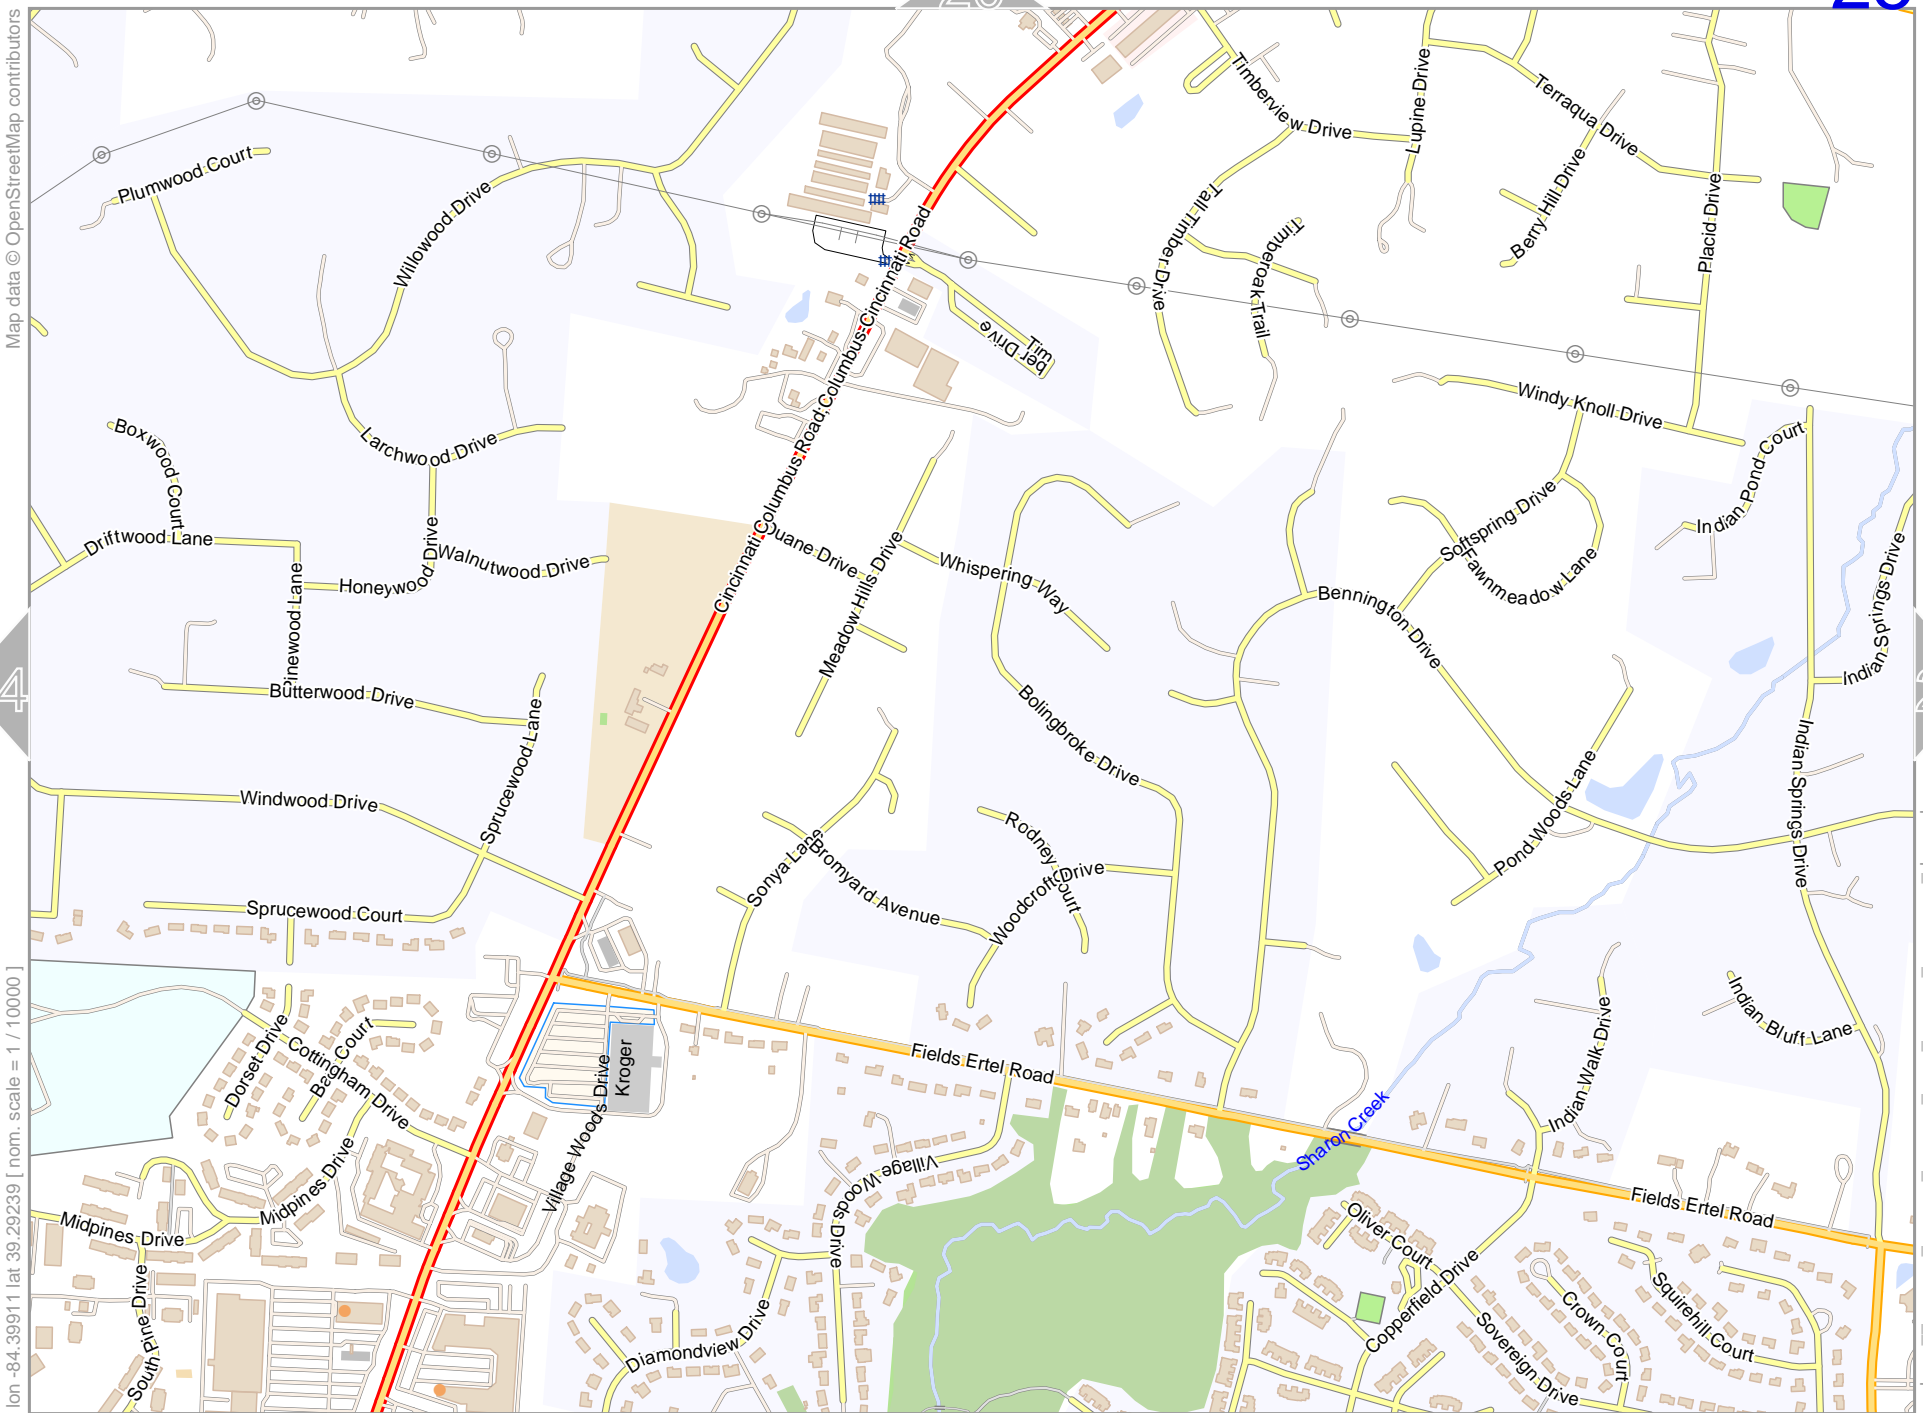 Map data © OpenStreetMap contributors
lon -84.39911 lat 39.29239 [ nom. scale = 1 / 10000 ]
4
Plumwood Court
Willowood Drive
Timberview Drive
Lupine Drive
Terraqua Drive
Berry Hill Drive
Placid Drive
Tall Timber Drive
Timberoak Trail
Timber Drive
Cincinnati Columbus Road;Columbus-Cincinnati Road
Windy Knoll Drive
Indian Pond Court
Boxwood Court
Larchwood Drive
Driftwood Lane
Honeywood Drive
Walnutwood Drive
Pinewood Lane
Butterwood Drive
Duane Drive
Meadow Hills Drive
Whispering Way
Softspring Drive
Fawnmeadow Lane
Bennington Drive
Indian Springs Drive
Indian Springs Drive
Bolingbroke Drive
Pond Woods Lane
Windwood Drive
Sprucewood Lane
Sprucewood Court
Sonya Lane
Bromyard Avenue
Rodney Court
Woodcroft Drive
Indian Bluff Lane
Indian Walk Drive
Dorset Drive
Court
Cottingham Drive
Kroger
Village Woods Drive
Fields Ertel Road
Sharon Creek
Village Woods Drive
Midpines Drive
Midpines Drive
South Pine Drive
Diamondview Drive
Fields Ertel Road
Oliver Court
Copperfield Drive
Sovereign Drive
Crown Court
Squirehill Court